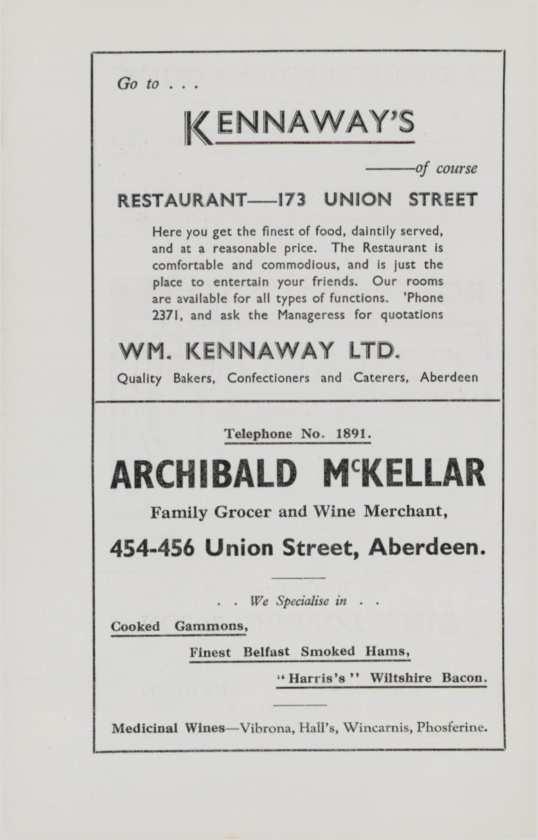 Go to . . .
KENNAWAY'S
——of course
RESTAURANT—173 UNION STREET
Here you get the finest of food, daintily served,
and at a reasonable price. The Restaurant is
comfortable and commodious, and is just the
place to entertain your friends. Our rooms
are available for all types of functions. 'Phone
2371, and ask the Manageress for quotations
WM. KENNAWAY LTD.
Quality Bakers, Confectioners and Caterers, Aberdeen
Telephone No. 1891.
ARCHIBALD McKELLAR
Family Grocer and Wine Merchant,
454-456 Union Street, Aberdeen.
. . We Specialise in . .
Cooked Gammons,
Finest Belfast Smoked Hams,
"Harris's" Wiltshire Bacon.
Medicinal Wines—Vibrona, Hall's, Wincarnis, Phosferine.